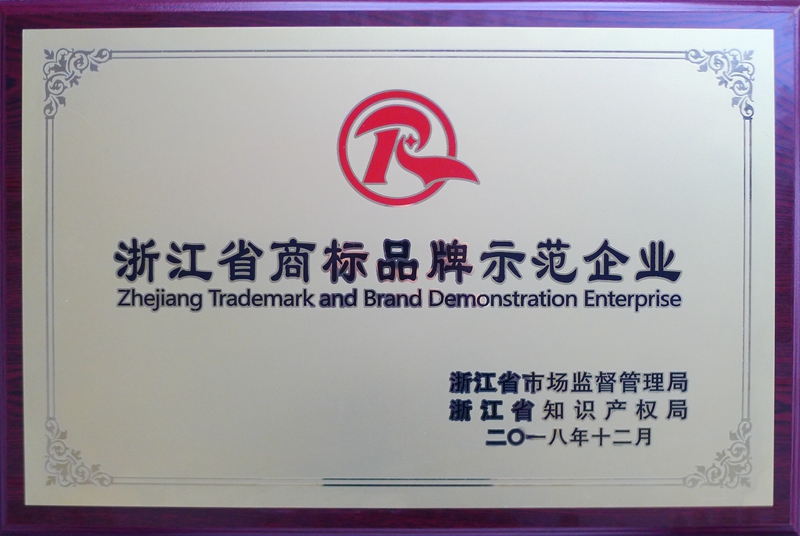 浙江省商标品牌示范企业
Zhejiang Trademark and Brand Demonstration Enterprise
浙江省市场监督管理局
浙江省知识产权局
二〇一八年十二月